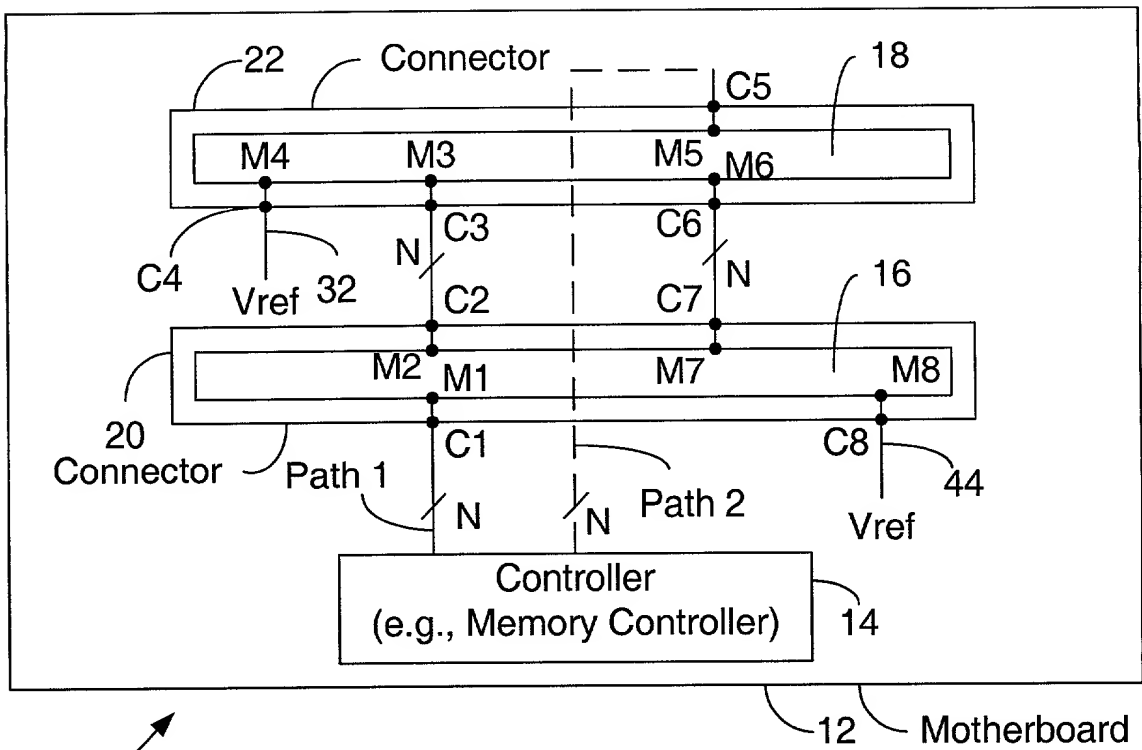 22
Connector
C5
18
M4
M3
M5
M6
C4
C3
C6
N
N
Vref
32
C2
C7
16
M2
M1
M7
M8
20
Connector
C1
C8
44
Path 1
N
N
Path 2
Vref
Controller
(e.g., Memory Controller)
14
12
Motherboard